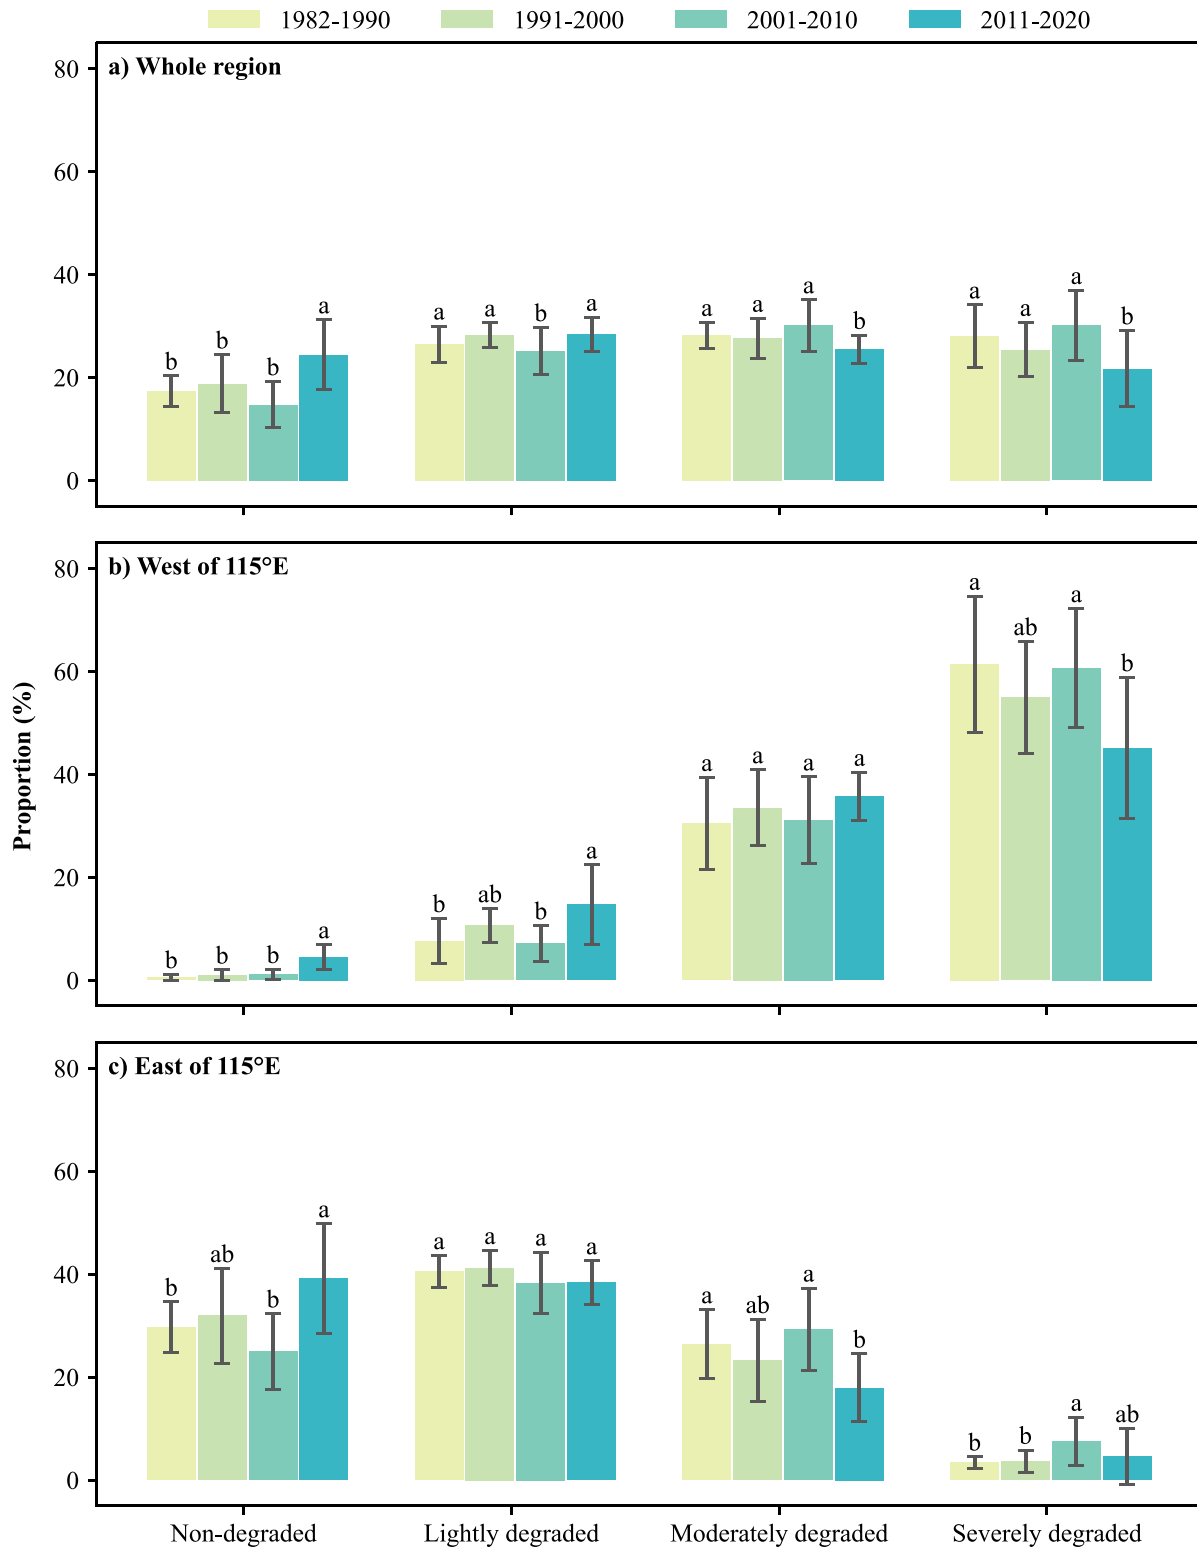 1982-1990 1991-2000 2001-2010 2011-2020
a) Whole region
80
60
40
20
0
b b b a
a a b a
a a a b
a a a b
b) West of 115°E
80
60
40
20
0
b b b a
b ab b a
a a a a
a ab a b
Proportion (%)
c) East of 115°E
80
60
40
20
0
b ab b a
a a a a
a ab a b
b b a ab
Non-degraded Lightly degraded Moderately degraded Severely degraded